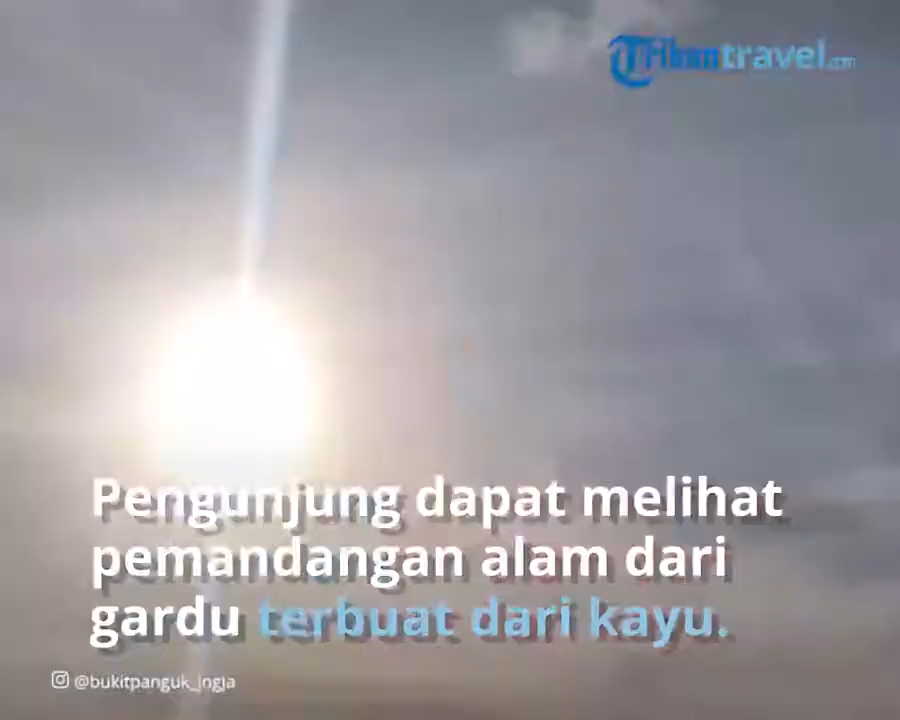 Tribuntravel.com
Pengunjung dapat melihat
pemandangan alam dari
gardu terbuat dari kayu.
@bukitpanguk_jogja